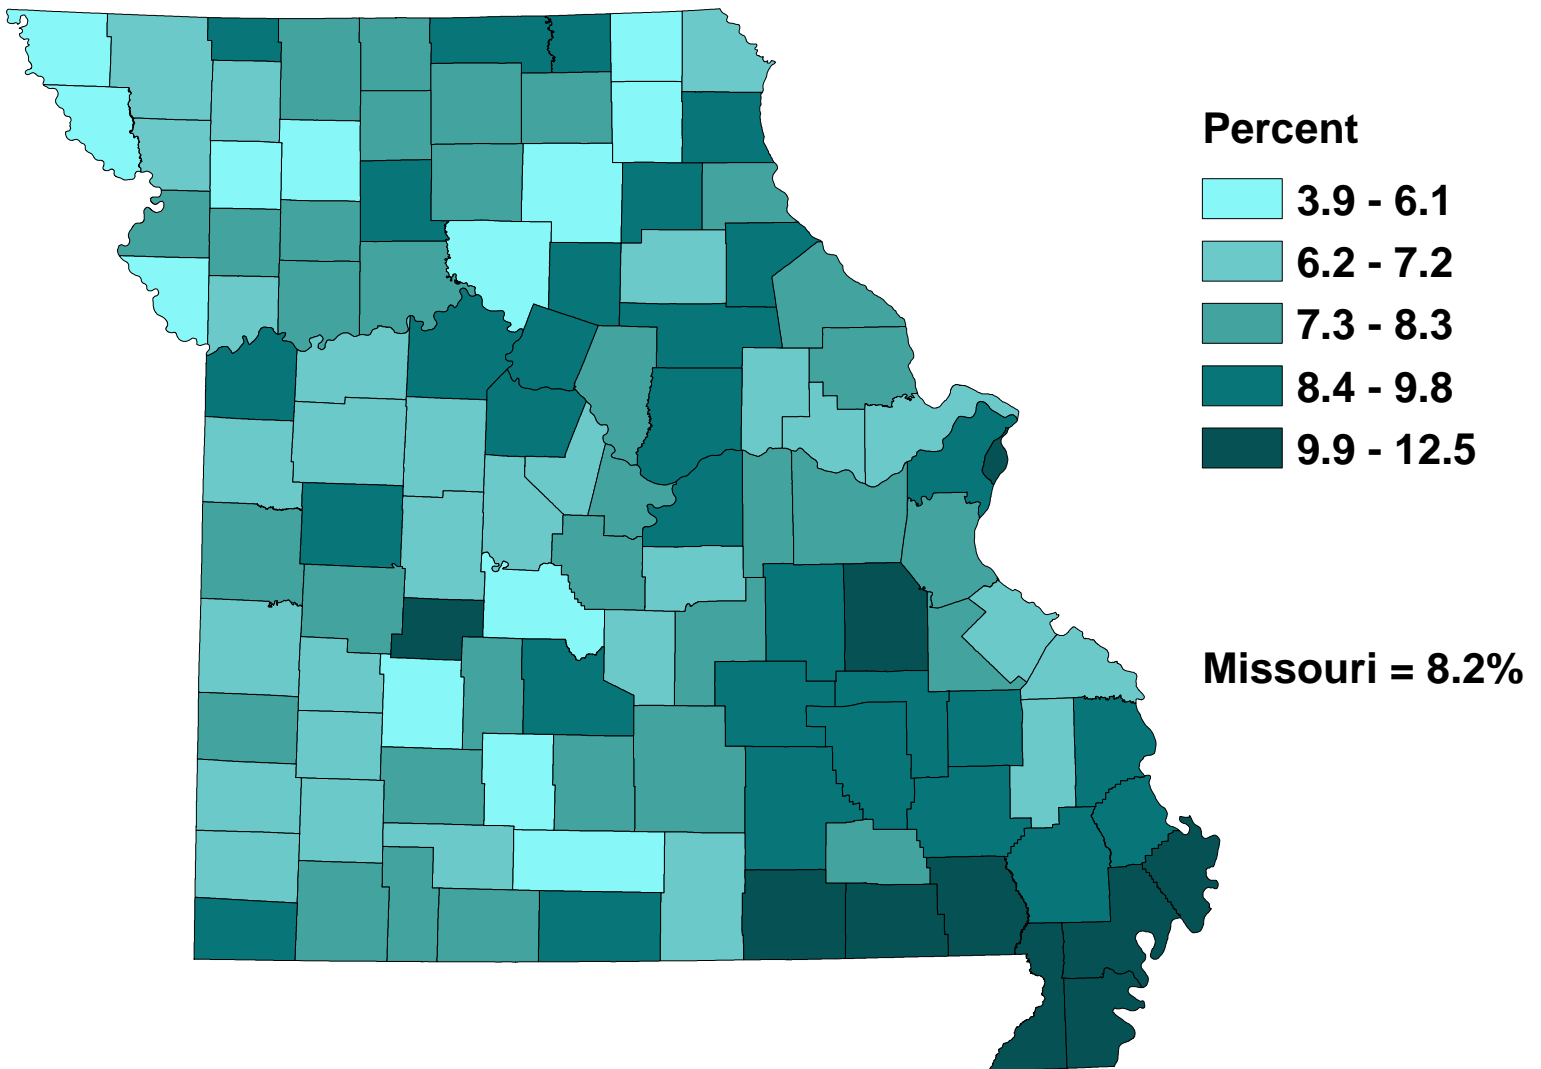 Percent
3.9 - 6.1
6.2 - 7.2
7.3 - 8.3
8.4 - 9.8
9.9 - 12.5
Missouri = 8.2%